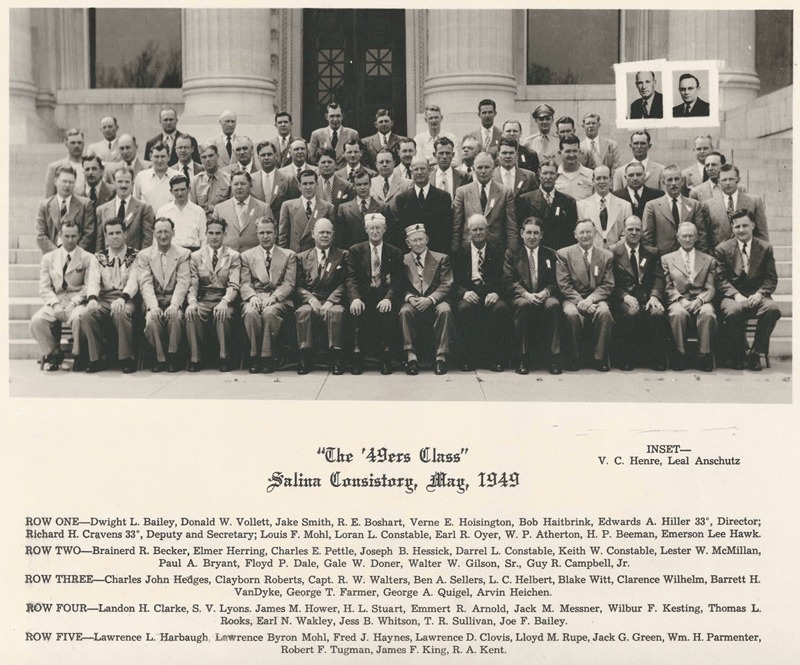 "The '49ers Class"
Salina Consistory, May, 1949
INSET—
V. C. Henre, Leal Anschutz
ROW ONE—Dwight L. Bailey, Donald W. Vollett, Jake Smith, R. E. Boshart, Verne E. Hoisington, Bob Haitbrink, Edwards A. Hiller 33°, Director;
Richard H. Cravens 33°, Deputy and Secretary; Louis F. Mohl, Loran L. Constable, Earl R. Oyer, W. P. Atherton, H. P. Beeman, Emerson Lee Hawk.
ROW TWO—Brainerd R. Becker, Elmer Herring, Charles E. Pettle, Joseph B. Hessick, Darrel L. Constable, Keith W. Constable, Lester W. McMillan,
Paul A. Bryant, Floyd P. Dale, Gale W. Doner, Walter W. Gilson, Sr., Guy R. Campbell, Jr.
ROW THREE—Charles John Hedges, Clayborn Roberts, Capt. R. W. Walters, Ben A. Sellers, L. C. Helbert, Blake Witt, Clarence Wilhelm, Barrett H.
VanDyke, George T. Farmer, George A. Quigel, Arvin Heichen.
ROW FOUR—Landon H. Clarke, S. V. Lyons. James M. Hower, H. L. Stuart, Emmert R. Arnold, Jack M. Messner, Wilbur F. Kesting, Thomas L.
Rooks, Earl N. Wakley, Jess B. Whitson, T. R. Sullivan, Joe F. Bailey.
ROW FIVE—Lawrence L. Harbaugh, Lawrence Byron Mohl, Fred J. Haynes, Lawrence D. Clovis, Lloyd M. Rupe, Jack G. Green, Wm. H. Parmenter,
Robert F. Tugman, James F. King, R. A. Kent.